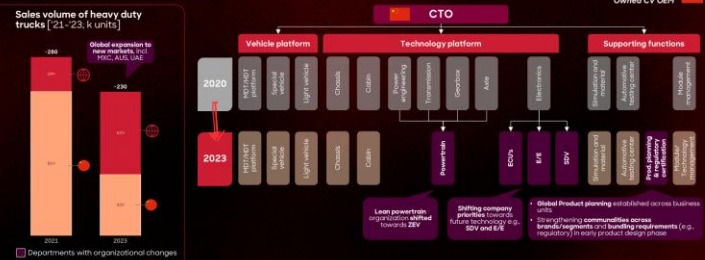 Owned CV OEM
Sales volume of heavy duty
trucks ['21-'23, k units]
Global expansion to
new markets, incl.
MXC, AUS, UAE
~280
~230
2021
2023
Departments with organizational changes
CTO
Vehicle platform
Technology platform
Supporting functions
2020
MDT/HDT
platform
Special
vehicle
Light vehicle
Chassis
Cabin
Power
engineering
Transmission
Gearbox
Axle
Electronics
Simulation and
material
Automotive
testing center
Module
management
2023
MDT/HDT
platform
Special
vehicle
Light vehicle
Chassis
Cabin
Powertrain
ECU's
E/E
SDV
Simulation and
material
Automotive
testing center
Prod. planning
& regulatory
certification
Module/
Technology
management
Lean powertrain
organization shifted
towards ZEV
Shifting company
priorities towards
future technology e.g.,
SDV and E/E
• Global Product planning established across business
units
• Strengthening communalities across
brands/segments and bundling requirements (e.g.,
regulatory) in early product design phase